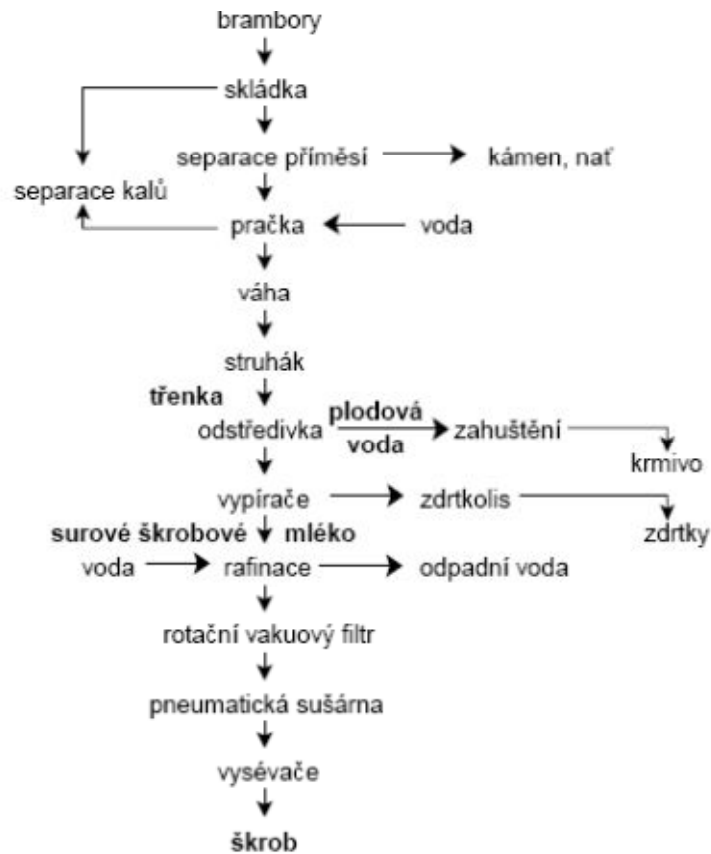 brambory
skládka
separace příměsí
kámen, nať
separace kalů
pračka
voda
váha
struhák
třenka
plodová
odstředivka
voda
zahuštění
krmivo
vypírače
zdrtkolis
zdrtky
surové škrobové mléko
voda
rafinace
odpadní voda
rotační vakuový filtr
pneumatická sušárna
vysévače
škrob